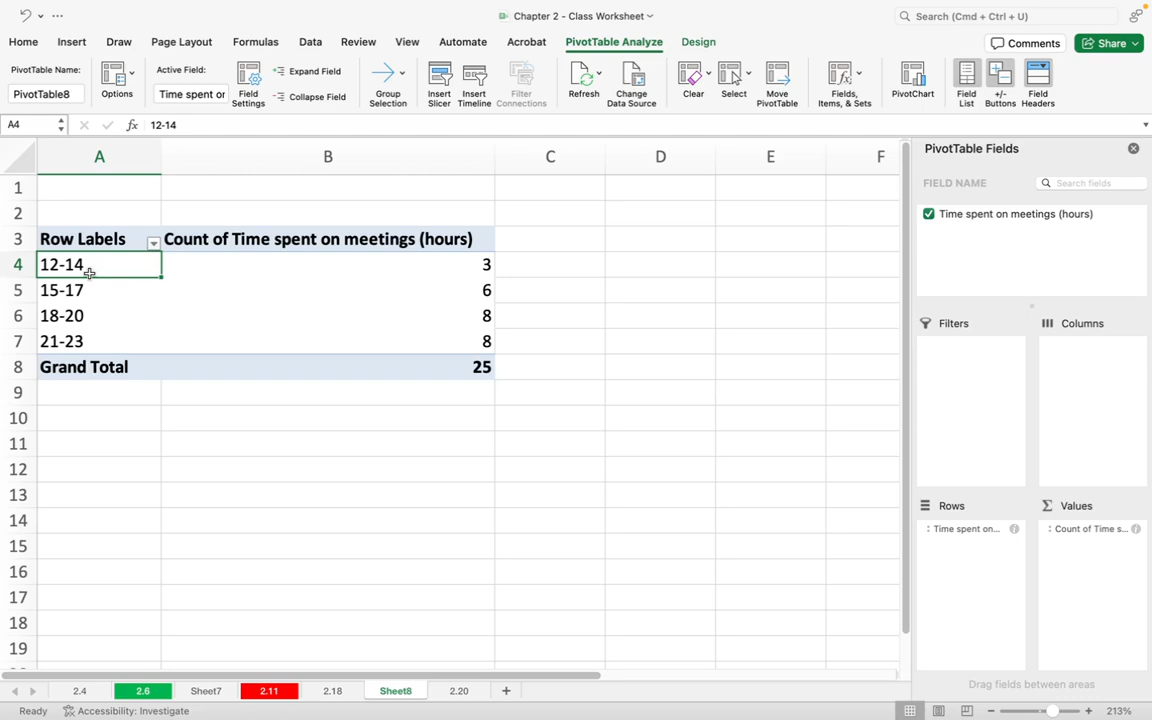 Chapter 2 - Class Worksheet
Search (Cmd + Ctrl + U)
Home Insert Draw Page Layout Formulas Data Review View Automate Acrobat PivotTable Analyze Design
Comments Share
PivotTable Name:
PivotTable8
Options
Active Field:
Time spent or
Field Settings
Expand Field
Collapse Field
Group Selection
Insert Slicer
Insert Timeline
Filter Connections
Refresh
Change Data Source
Clear
Select
Move PivotTable
Fields, Items, & Sets
PivotChart
Field List
+/- Buttons
Field Headers
A4 fx 12-14
A B C D E F
1
2
3 Row Labels Count of Time spent on meetings (hours)
4 12-14 3
5 15-17 6
6 18-20 8
7 21-23 8
8 Grand Total 25
9
10
11
12
13
14
15
16
17
18
19
PivotTable Fields
FIELD NAME Search fields
Time spent on meetings (hours)
Filters Columns
Rows Values
Time spent on... Count of Time s...
Drag fields between areas
2.4 2.6 Sheet7 2.11 2.18 Sheet8 2.20 +
Ready Accessibility: Investigate 213%